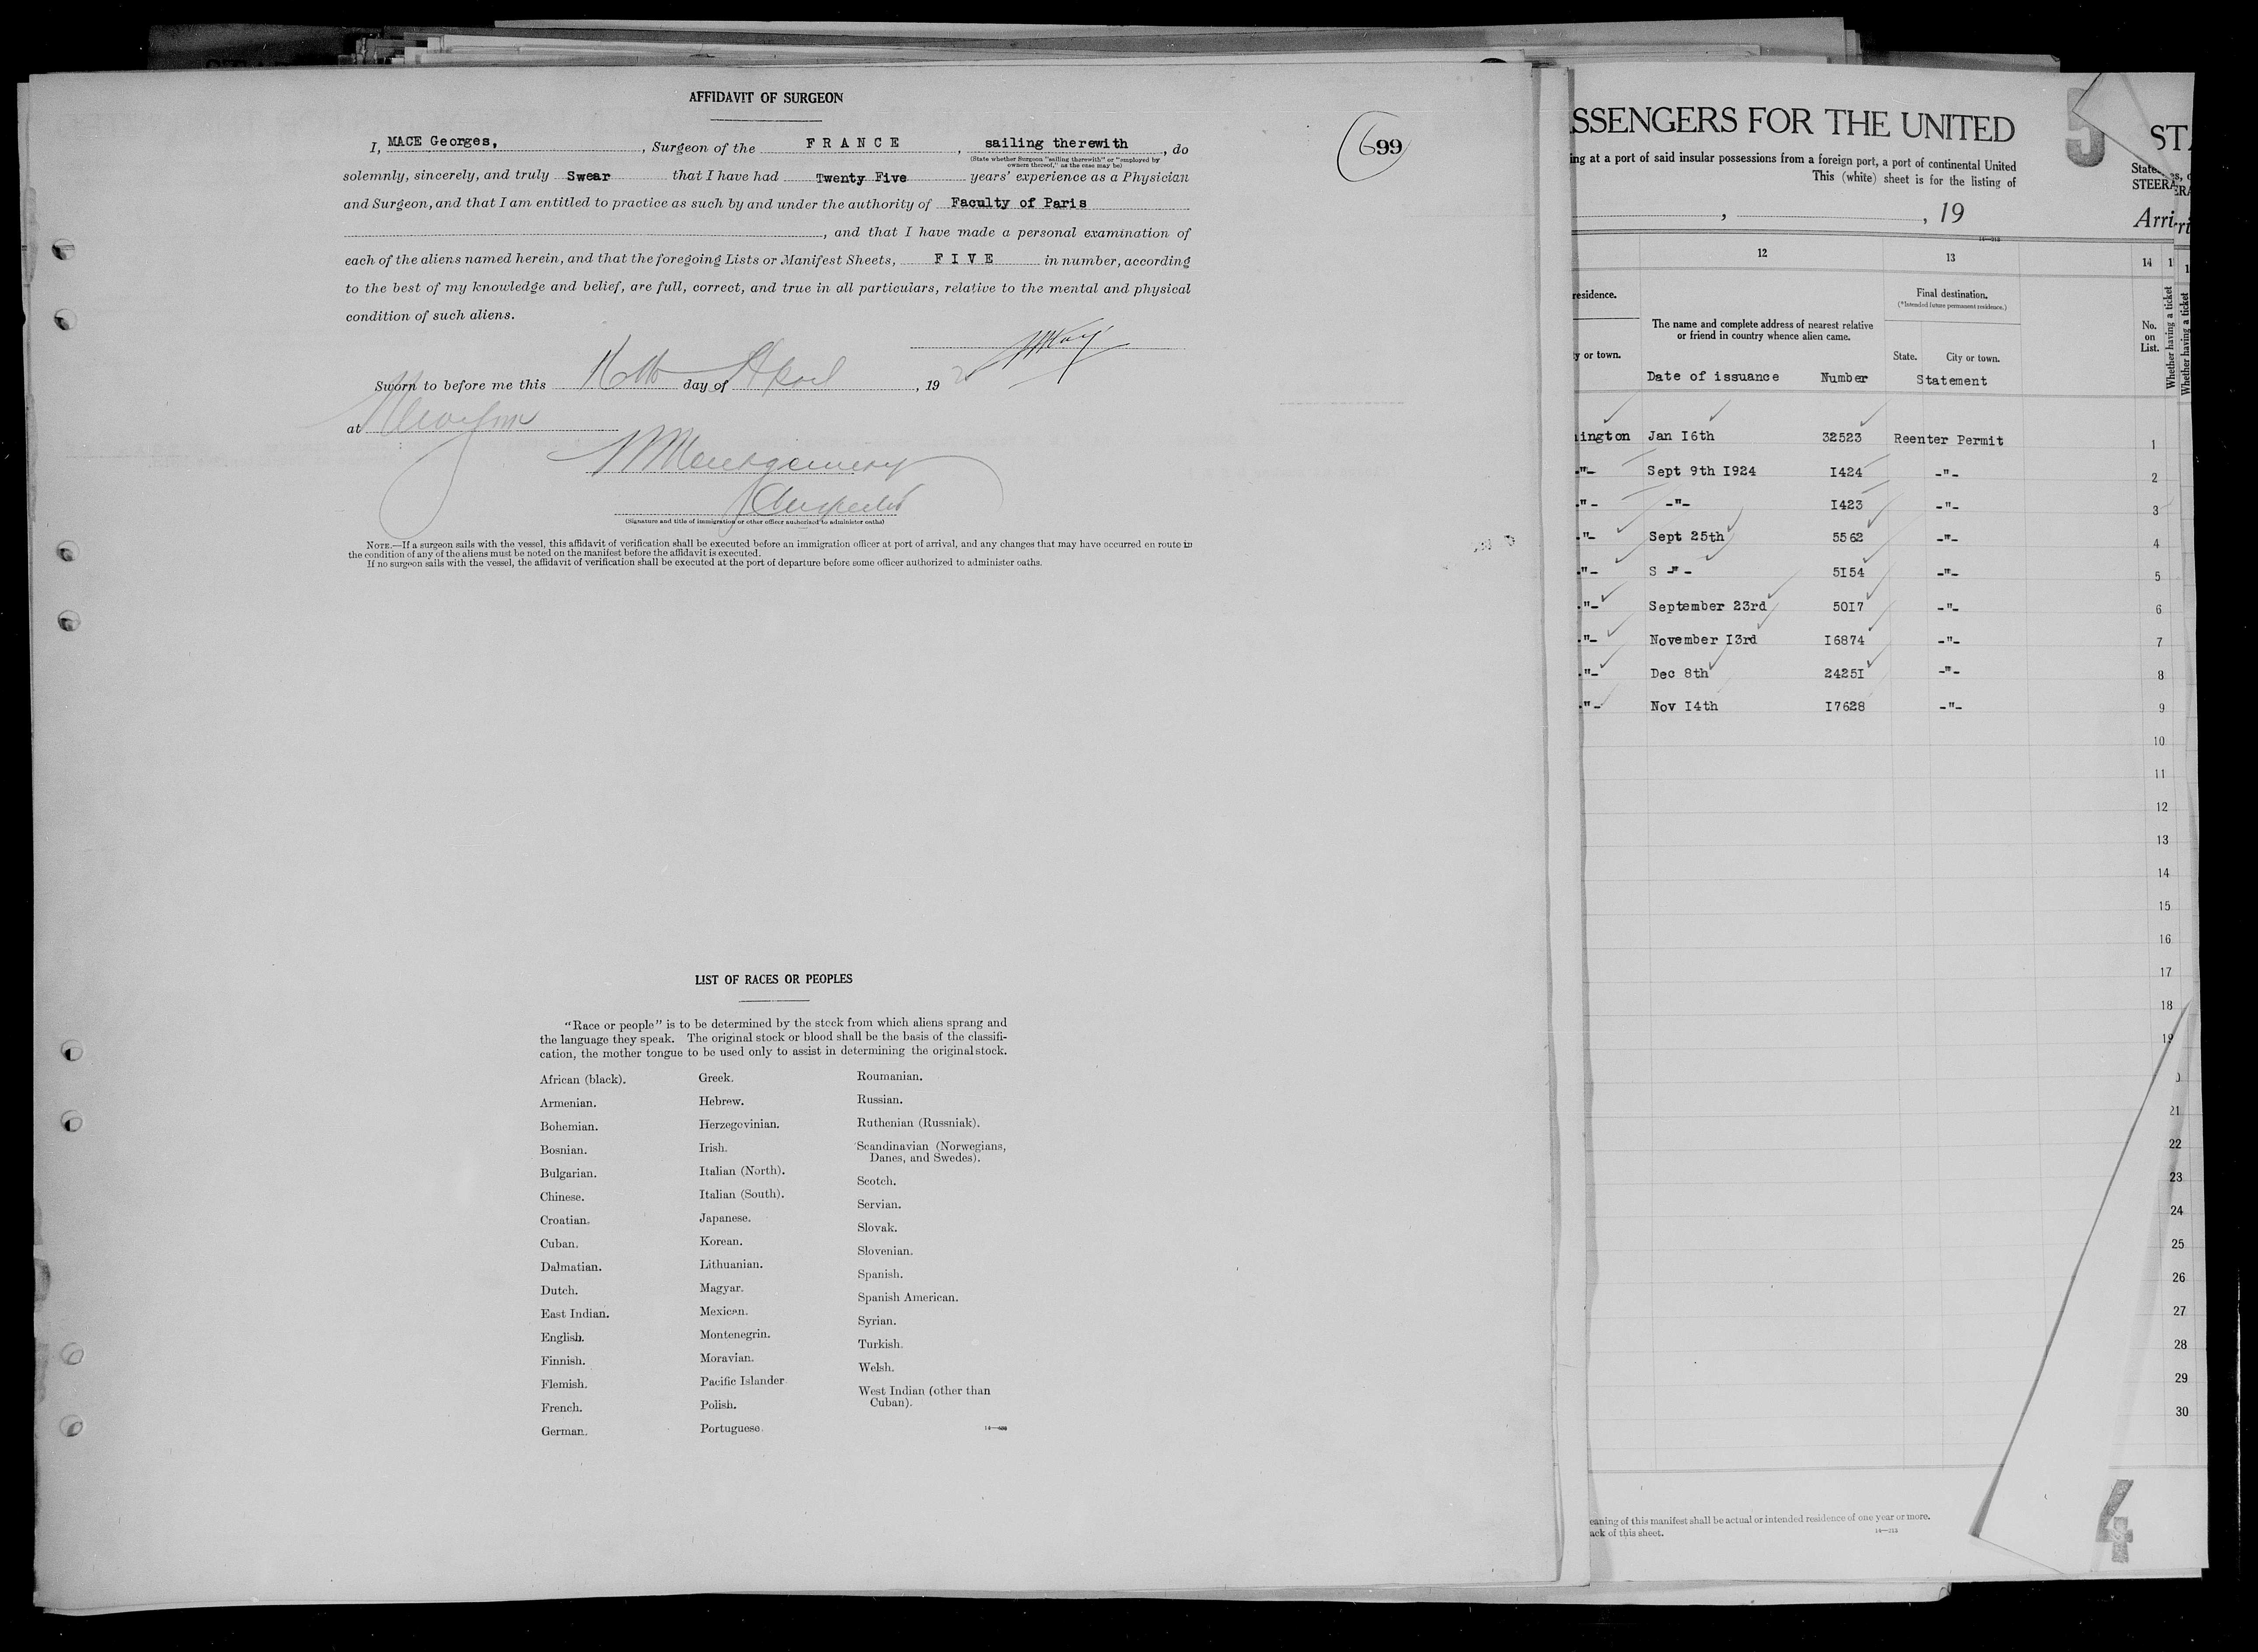 AFFIDAVIT OF SURGEON
I, MACE Georges, , Surgeon of the F R A N C E , sailing therewith , do
(State whether Surgeon "sailing therewith" or "employed by
owners thereof," as the case may be)
solemnly, sincerely, and truly Swear that I have had Twenty Five years' experience as a Physician
and Surgeon, and that I am entitled to practice as such by and under the authority of Faculty of Paris
, and that I have made a personal examination of
each of the aliens named herein, and that the foregoing Lists or Manifest Sheets, F I V E in number, according
to the best of my knowledge and belief, are full, correct, and true in all particulars, relative to the mental and physical
condition of such aliens.
Sworn to before me this 16th day of April , 19 2
at
Montgomery
Inspector
(Signature and title of immigration or other officer authorized to administer oaths)
NOTE.—If a surgeon sails with the vessel, this affidavit of verification shall be executed before an immigration officer at port of arrival, and any changes that may have occurred en route in
the condition of any of the aliens must be noted on the manifest before the affidavit is executed.
If no surgeon sails with the vessel, the affidavit of verification shall be executed at the port of departure before some officer authorized to administer oaths.
699
LIST OF RACES OR PEOPLES
"Race or people" is to be determined by the stock from which aliens sprang and
the language they speak. The original stock or blood shall be the basis of the classifi-
cation, the mother tongue to be used only to assist in determining the original stock.
African (black).
Armenian.
Bohemian.
Bosnian.
Bulgarian.
Chinese.
Croatian.
Cuban.
Dalmatian.
Dutch.
East Indian.
English.
Finnish.
Flemish.
French.
German.
Greek.
Hebrew.
Herzegovinian.
Irish.
Italian (North).
Italian (South).
Japanese.
Korean.
Lithuanian.
Magyar.
Mexican.
Montenegrin.
Moravian.
Pacific Islander
Polish.
Portuguese.
Roumanian.
Russian.
Ruthenian (Russniak).
Scandinavian (Norwegians,
Danes, and Swedes).
Scotch.
Servian.
Slovak.
Slovenian.
Spanish.
Spanish American.
Syrian.
Turkish.
Welsh.
West Indian (other than
Cuban).
SSENGERS FOR THE UNITED
ing at a port of said insular possessions from a foreign port, a port of continental United
This (white) sheet is for the listing of
, , 19
14—212
12 13
residence.
y or town.
The name and complete address of nearest relative
or friend in country whence alien came.
Final destination.
(*Intended future permanent residence.)
State. City or town.
Date of issuance Number Statement
ington Jan 16th 32523 Reenter Permit
-"- Sept 9th 1924 1424 -"-
-"- -"- 1423 -"-
-"- Sept 25th 5562 -"-
-"- S -"- 5154 -"-
-"- September 23rd 5017 -"-
-"- November 13rd 16874 -"-
-"- Dec 8th 24251 -"-
-"- Nov 14th 17628 -"-
eaning of this manifest shall be actual or intended residence of one year or more.
ack of this sheet.
14—212
5
STA
State
STEERA
Arri
14
No.
on
List.
Whether having a ticket
Whether having a ticket
1
2
3
4
5
6
7
8
9
10
11
12
13
14
15
16
17
18
19
21
22
23
24
25
26
27
28
29
30
4